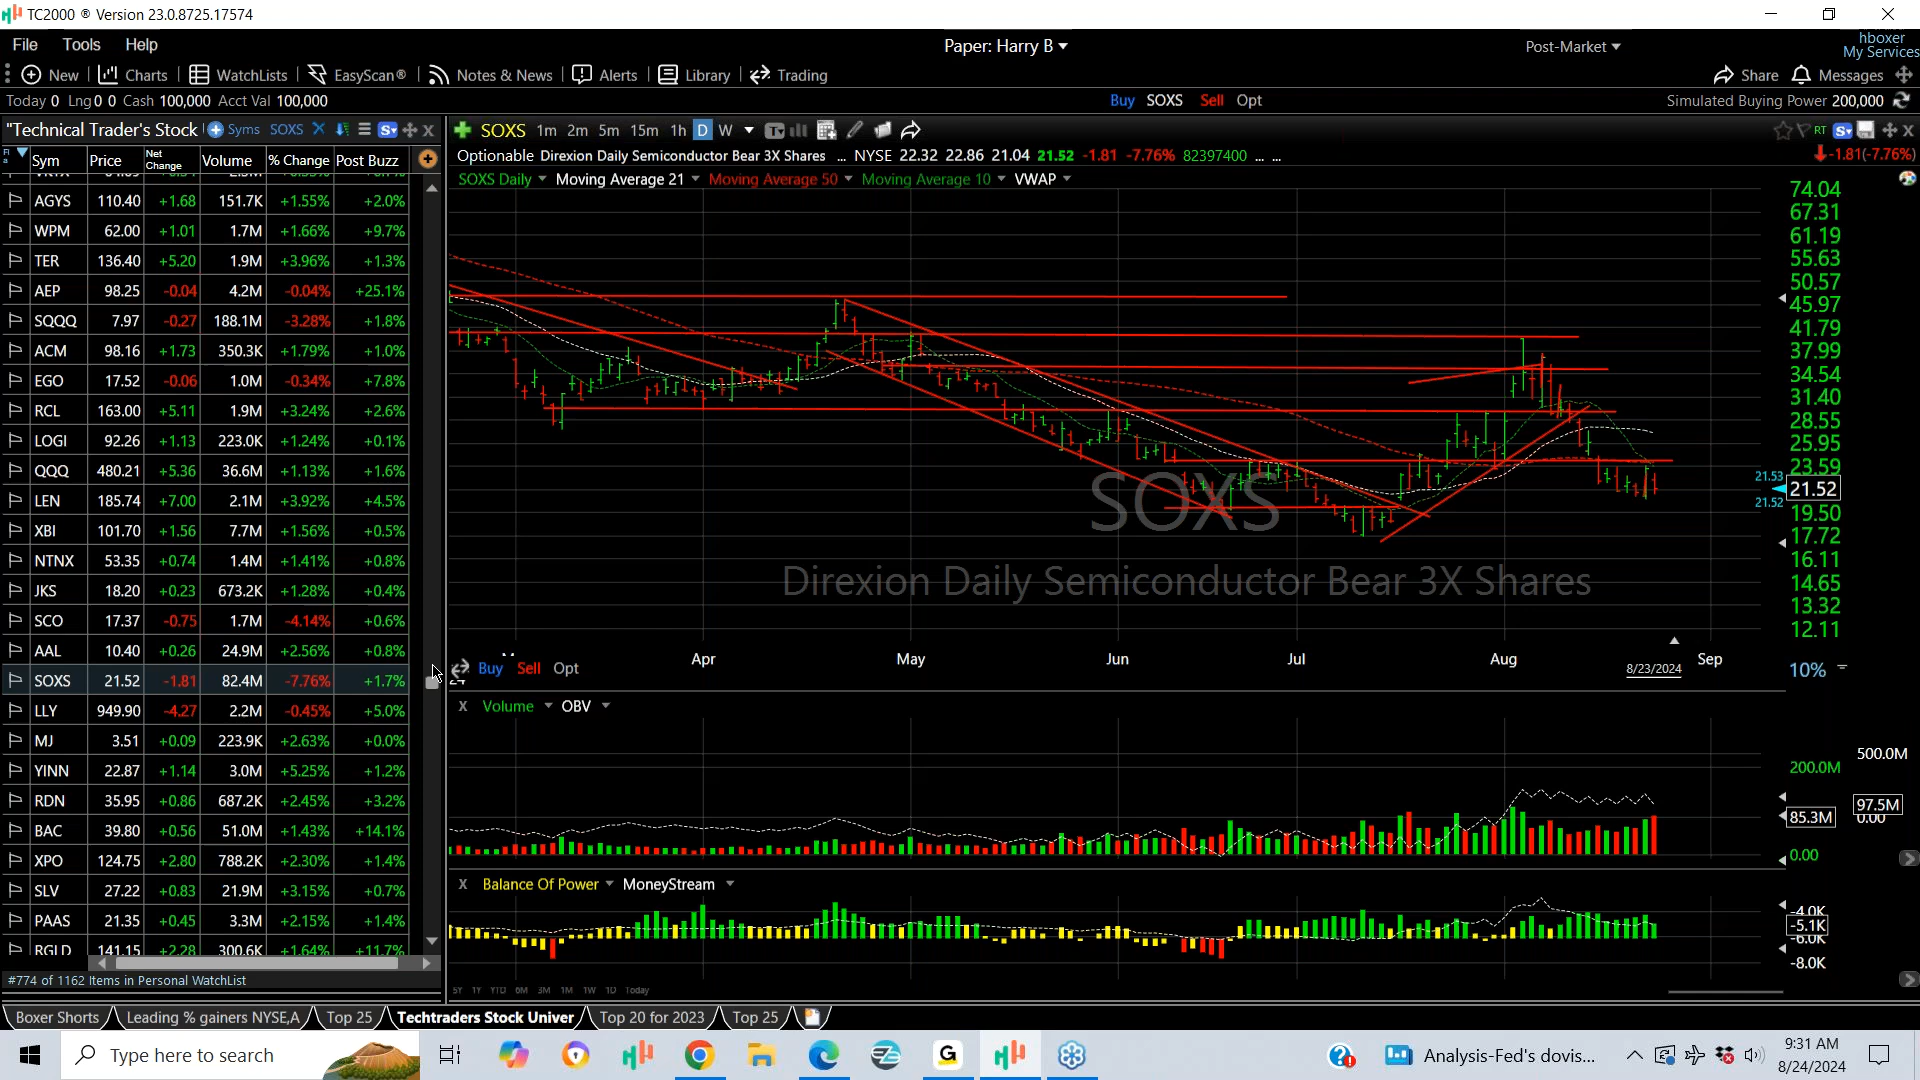 TC2000 ® Version 23.0.8725.17574
File Tools Help
Paper: Harry B
Post-Market
hboxer
My Services
New Charts WatchLists EasyScan® Notes & News Alerts Library Trading
Share Messages
Today 0 Lng 0 0 Cash 100,000 Acct Val 100,000
Buy SOXS Sell Opt
Simulated Buying Power 200,000
"Technical Trader's Stock Syms SOXS
SOXS 1m 2m 5m 15m 1h D W
RT
Sym Price Net Change Volume % Change Post Buzz
Optionable Direxion Daily Semiconductor Bear 3X Shares ... NYSE 22.32 22.86 21.04 21.52 -1.81 -7.76% 82397400 ... ...
-1.81(-7.76%)
SOXS Daily Moving Average 21 Moving Average 50 Moving Average 10 VWAP
AGYS 110.40 +1.68 151.7K +1.55% +2.0%
WPM 62.00 +1.01 1.7M +1.66% +9.7%
TER 136.40 +5.20 1.9M +3.96% +1.3%
AEP 98.25 -0.04 4.2M -0.04% +25.1%
SQQQ 7.97 -0.27 188.1M -3.28% +1.8%
ACM 98.16 +1.73 350.3K +1.79% +1.0%
EGO 17.52 -0.06 1.0M -0.34% +7.8%
RCL 163.00 +5.11 1.9M +3.24% +2.6%
LOGI 92.26 +1.13 223.0K +1.24% +0.1%
QQQ 480.21 +5.36 36.6M +1.13% +1.6%
LEN 185.74 +7.00 2.1M +3.92% +4.5%
XBI 101.70 +1.56 7.7M +1.56% +0.5%
NTNX 53.35 +0.74 1.4M +1.41% +0.8%
JKS 18.20 +0.23 673.2K +1.28% +0.4%
SCO 17.37 -0.75 1.7M -4.14% +0.6%
AAL 10.40 +0.26 24.9M +2.56% +0.8%
SOXS 21.52 -1.81 82.4M -7.76% +1.7%
LLY 949.90 -4.27 2.2M -0.45% +5.0%
MJ 3.51 +0.09 223.9K +2.63% +0.0%
YINN 22.87 +1.14 3.0M +5.25% +1.2%
RDN 35.95 +0.86 687.2K +2.45% +3.2%
BAC 39.80 +0.56 51.0M +1.43% +14.1%
XPO 124.75 +2.80 788.2K +2.30% +1.4%
SLV 27.22 +0.83 21.9M +3.15% +0.7%
PAAS 21.35 +0.45 3.3M +2.15% +1.4%
RGLD 141.15 +2.28 300.6K +1.64% +11.7%
#774 of 1162 Items in Personal WatchList
74.04
67.31
61.19
55.63
50.57
45.97
41.79
37.99
34.54
31.40
28.55
25.95
23.59
21.53
21.52
21.52
19.50
17.72
16.11
14.65
13.32
12.11
SOXS
Direxion Daily Semiconductor Bear 3X Shares
Apr May Jun Jul Aug 8/23/2024 Sep
10%
Buy Sell Opt
X Volume OBV
500.0M
200.0M
97.5M
85.3M
0.00
0.00
X Balance Of Power MoneyStream
-4.0K
-5.1K
-6.0K
-8.0K
5Y 1Y YTD 6M 3M 1M 1W 1D Today
Boxer Shorts Leading % gainers NYSE,A Top 25 Techtraders Stock Univer Top 20 for 2023 Top 25
Type here to search
Analysis-Fed's dovis...
9:31 AM
8/24/2024